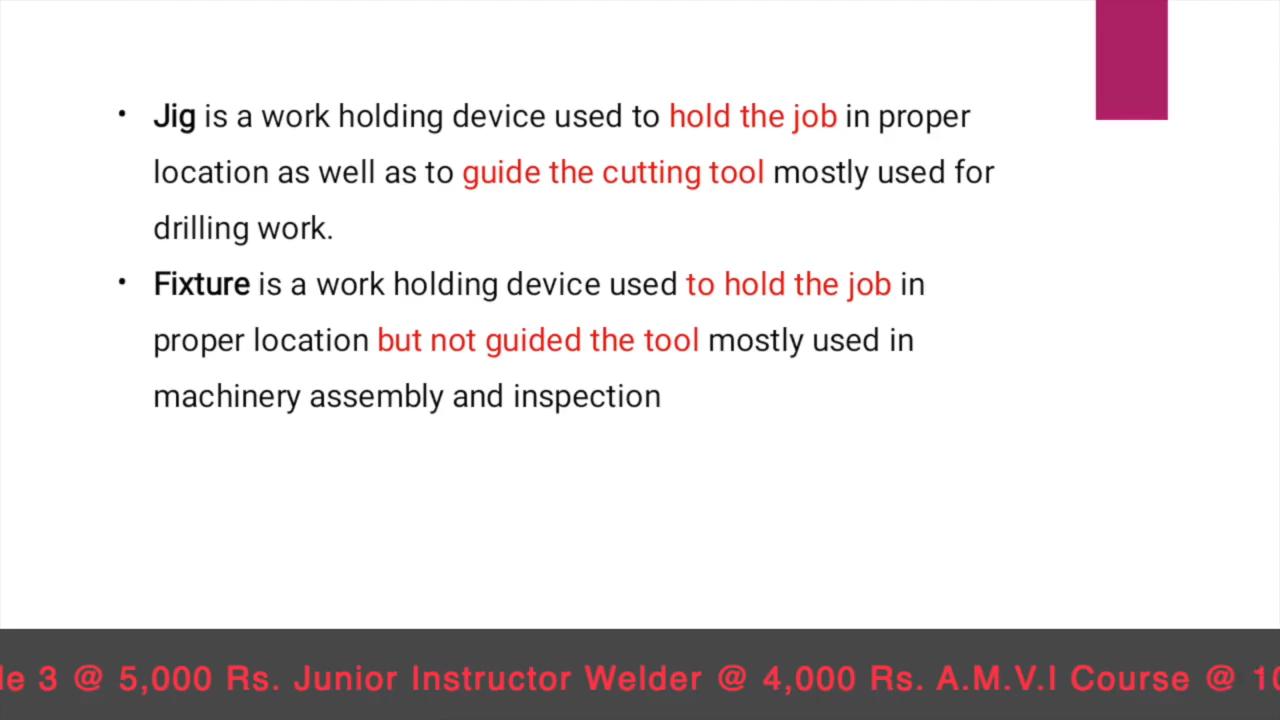 • Jig is a work holding device used to hold the job in proper
location as well as to guide the cutting tool mostly used for
drilling work.
• Fixture is a work holding device used to hold the job in
proper location but not guided the tool mostly used in
machinery assembly and inspection
3 @ 5,000 Rs. Junior Instructor Welder @ 4,000 Rs. A.M.V.I Course @